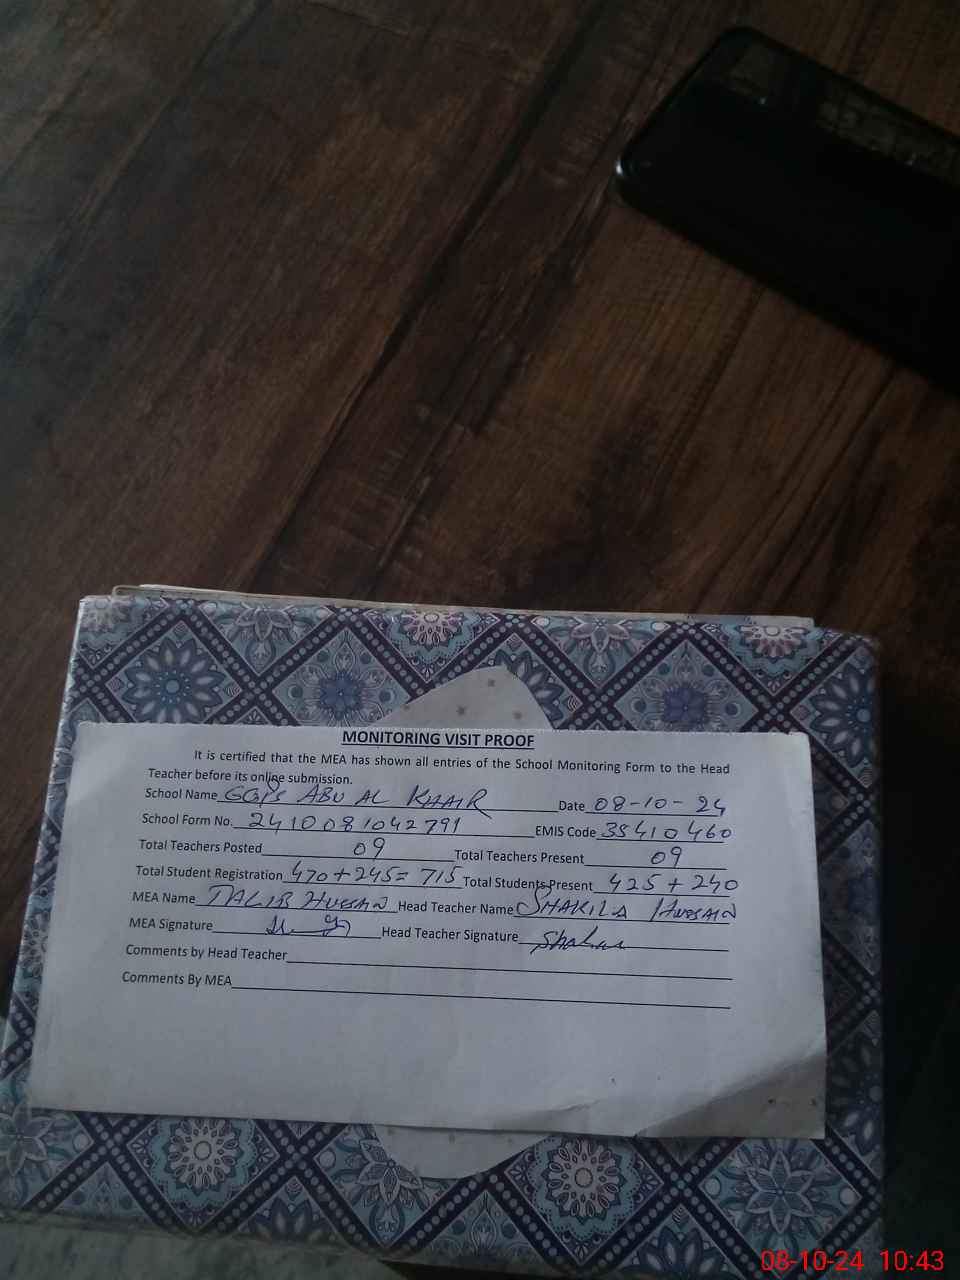 MONITORING VISIT PROOF
It is certified that the MEA has shown all entries of the School Monitoring Form to the Head
Teacher before its online submission.
School Name GGPS ABU AL KHAIR Date 08-10-24
School Form No. 2410081042791 EMIS Code 38410460
Total Teachers Posted 09 Total Teachers Present 09
Total Student Registration 470+245=715 Total Students Present 425+240
MEA Name TALIB HUSSAIN Head Teacher Name SHAKILA HUSSAIN
MEA Signature Head Teacher Signature
Comments by Head Teacher
Comments By MEA
08-10-24 10:43